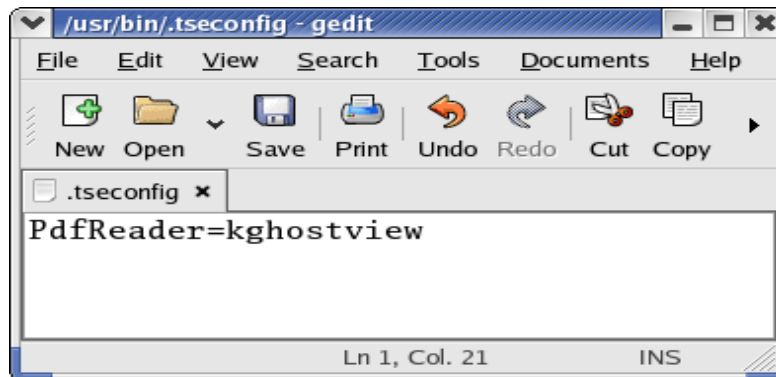 /usr/bin/.tseconfig - gedit
File Edit View Search Tools Documents Help
New Open Save Print Undo Redo Cut Copy
.tseconfig
PdfReader=kghostview
Ln 1, Col. 21 INS